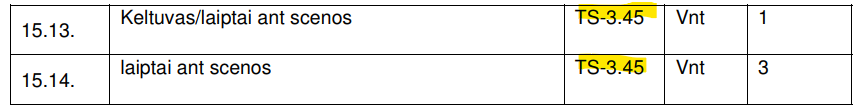 15.13. Keltuvas/laiptai ant scenos TS-3.45 Vnt 1
15.14. laiptai ant scenos TS-3.45 Vnt 3